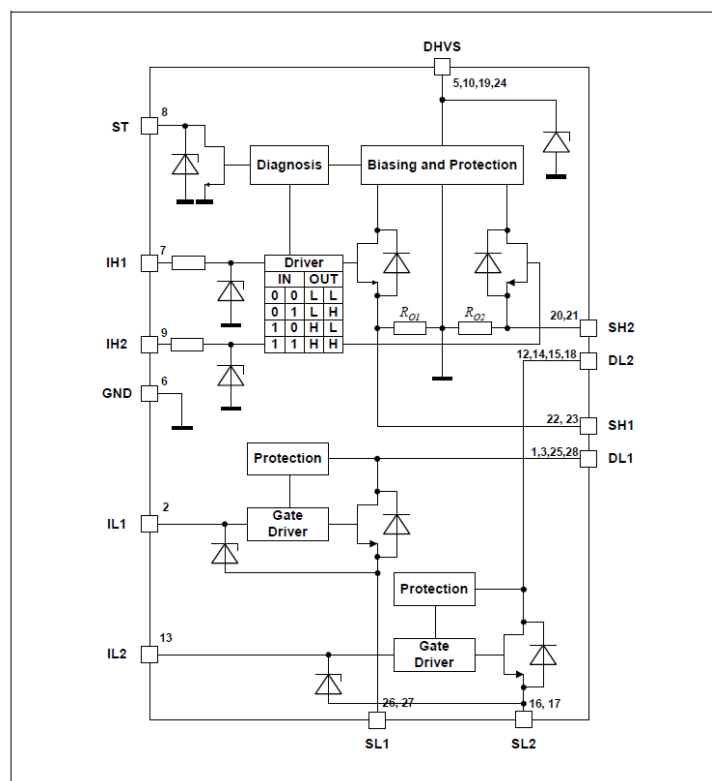 DHVS
5,10,19,24
8
ST
Diagnosis
Biasing and Protection
7
IH1
Driver
IN OUT
0 0 L L
0 1 L H
1 0 H L
1 1 H H
RO1
RO2
20,21
SH2
9
IH2
12,14,15,18
DL2
6
GND
22, 23
SH1
1,3,25,28
DL1
Protection
2
IL1
Gate
Driver
Protection
13
IL2
Gate
Driver
26, 27
16, 17
SL1
SL2